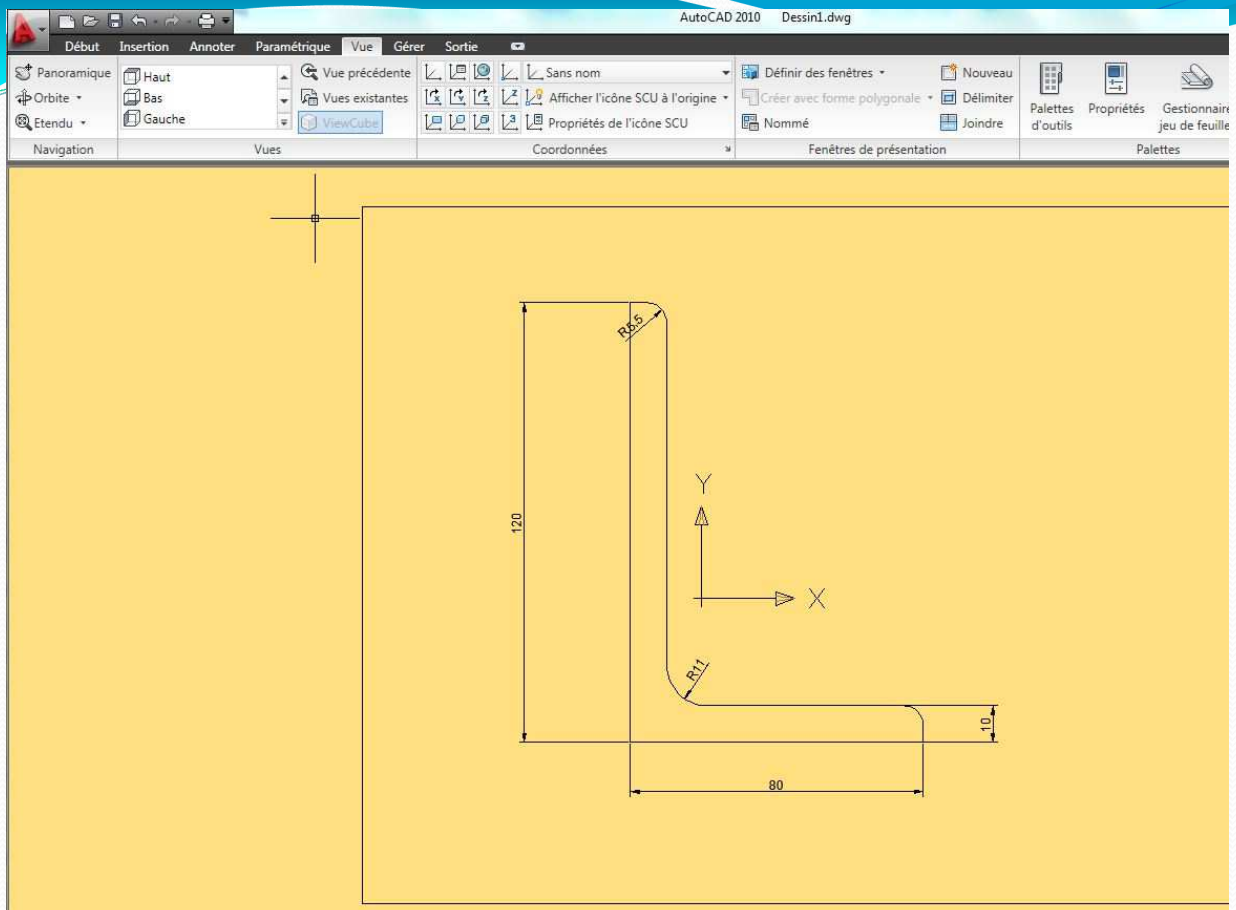 AutoCAD 2010 Dessin1.dwg
Début Insertion Annoter Paramétrique Vue Gérer Sortie
Panoramique
Orbite
Etendu
Navigation
Haut
Bas
Gauche
Vue précédente
Vues existantes
ViewCube
Vues
Sans nom
Afficher l'icône SCU à l'origine
Propriétés de l'icône SCU
Coordonnées
Définir des fenêtres
Créer avec forme polygonale
Nommé
Nouveau
Délimiter
Joindre
Fenêtres de présentation
Palettes
d'outils
Propriétés
Gestionnaire
jeu de feuille
Palettes
R5.5
Y
120
X
R11
10
80